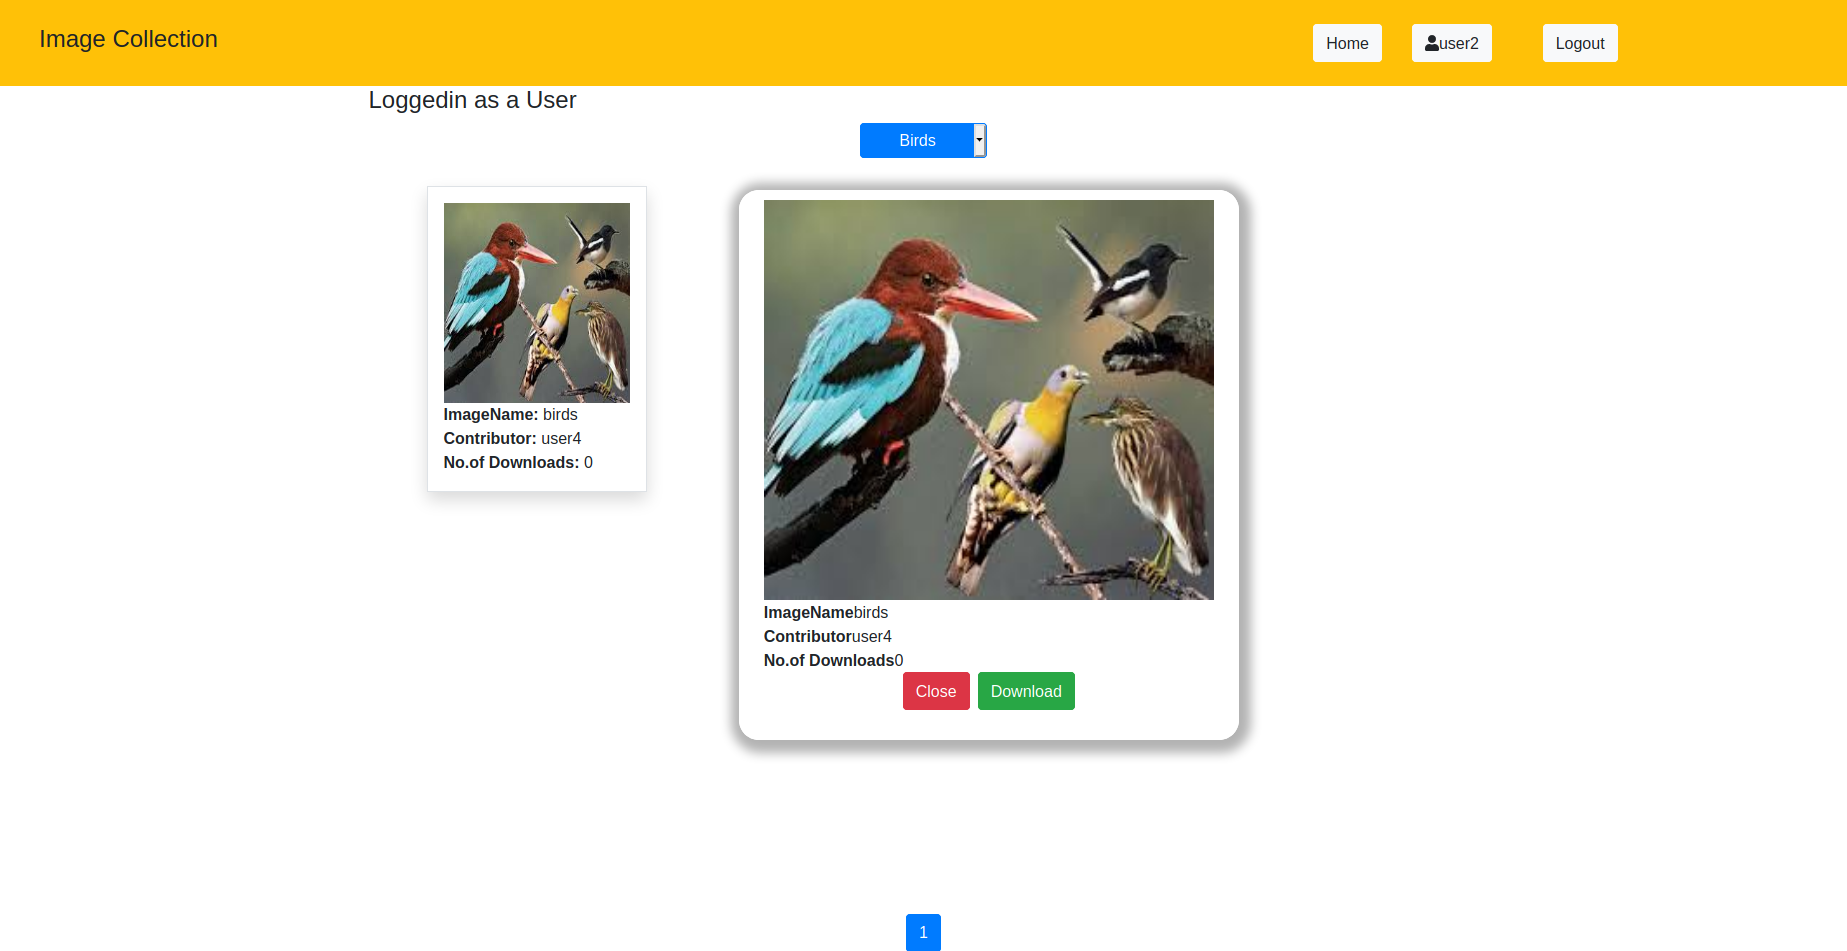 Image Collection
Home
user2
Logout
Loggedin as a User
Birds
ImageName: birds
Contributor: user4
No.of Downloads: 0
ImageNamebirds
Contributoruser4
No.of Downloads0
Close
Download
1